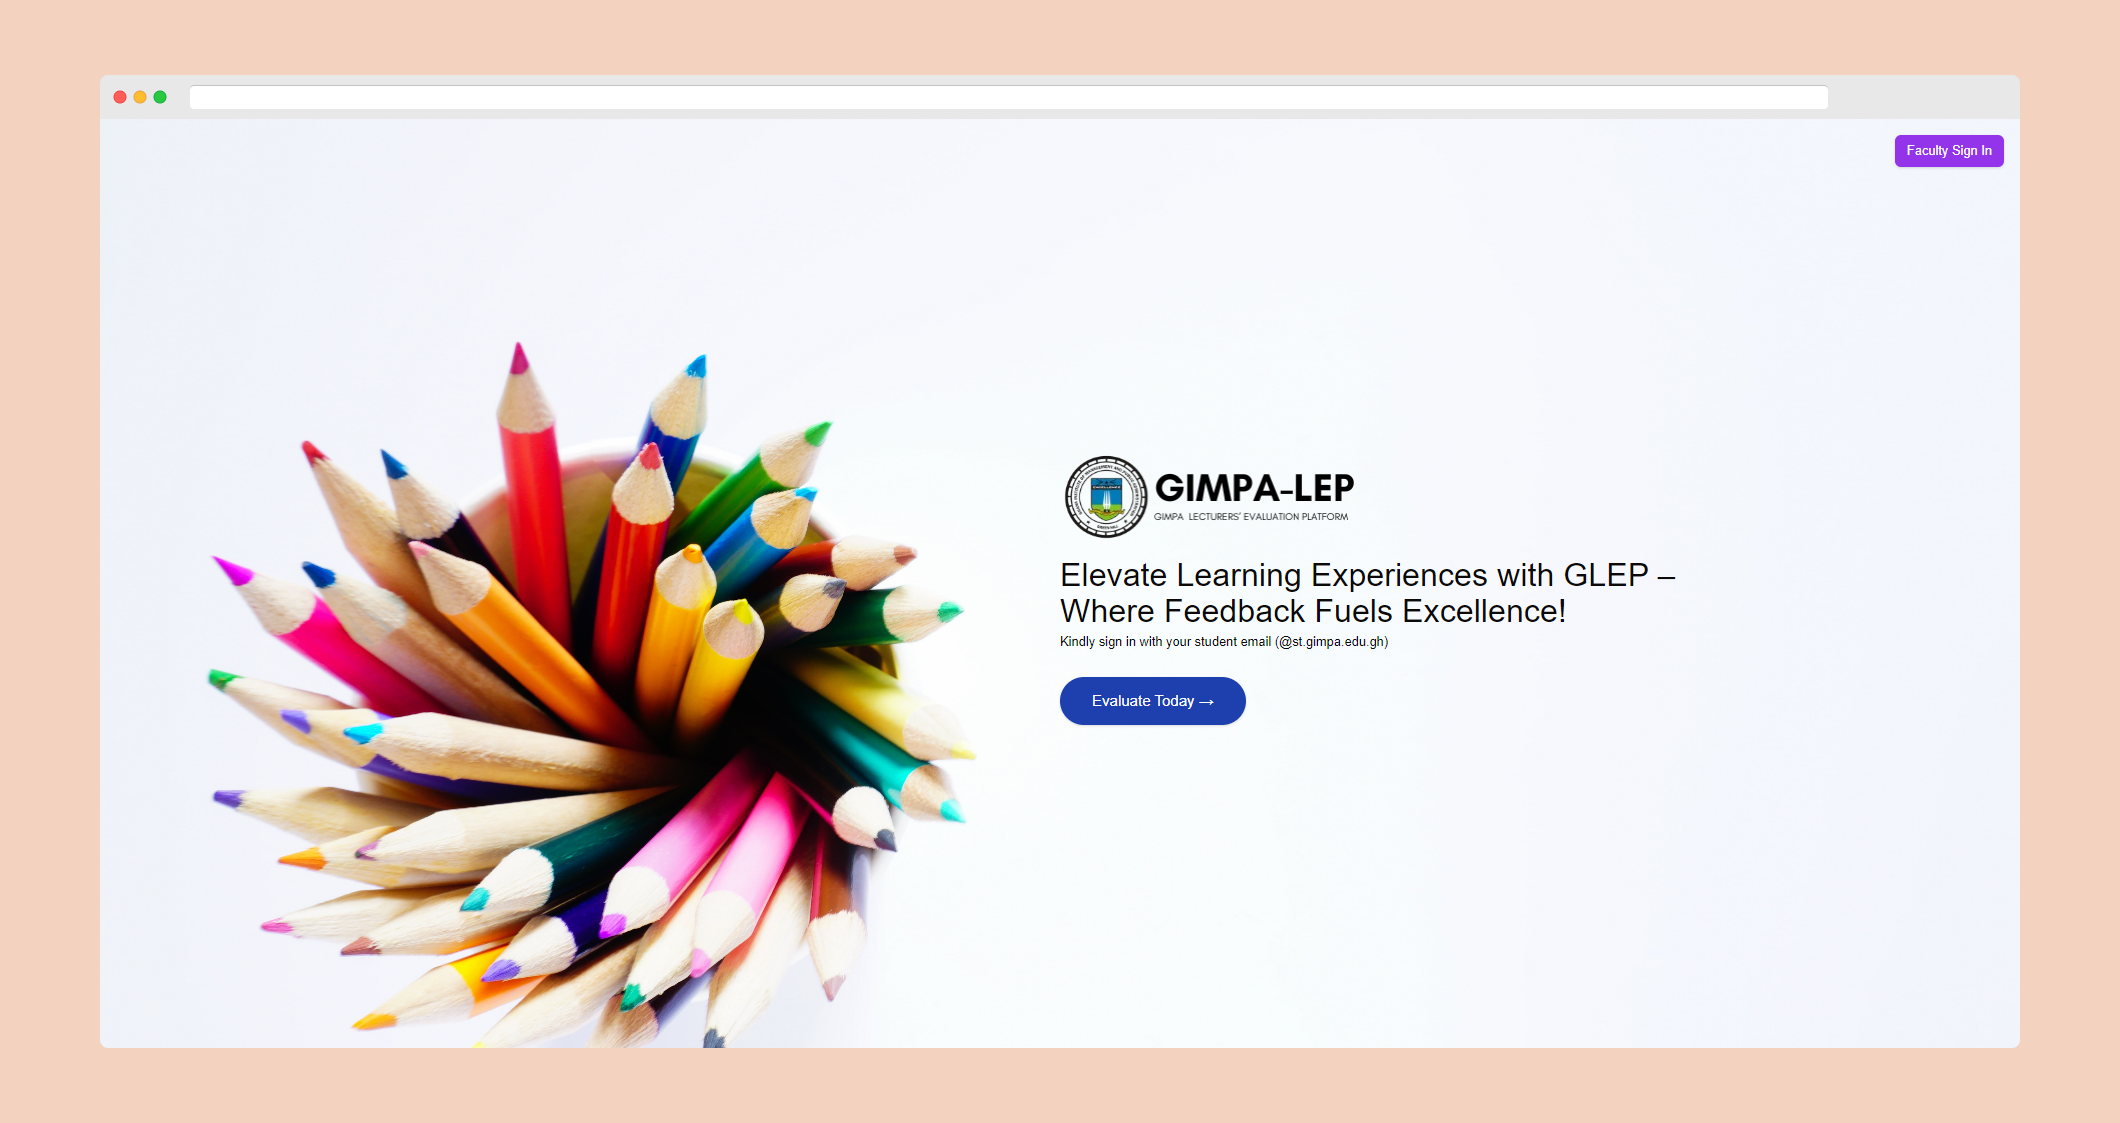 Faculty Sign In
GIMPA-LEP
GIMPA LECTURERS' EVALUATION PLATFORM
Elevate Learning Experiences with GLEP –
Where Feedback Fuels Excellence!
Kindly sign in with your student email (@st.gimpa.edu.gh)
Evaluate Today →